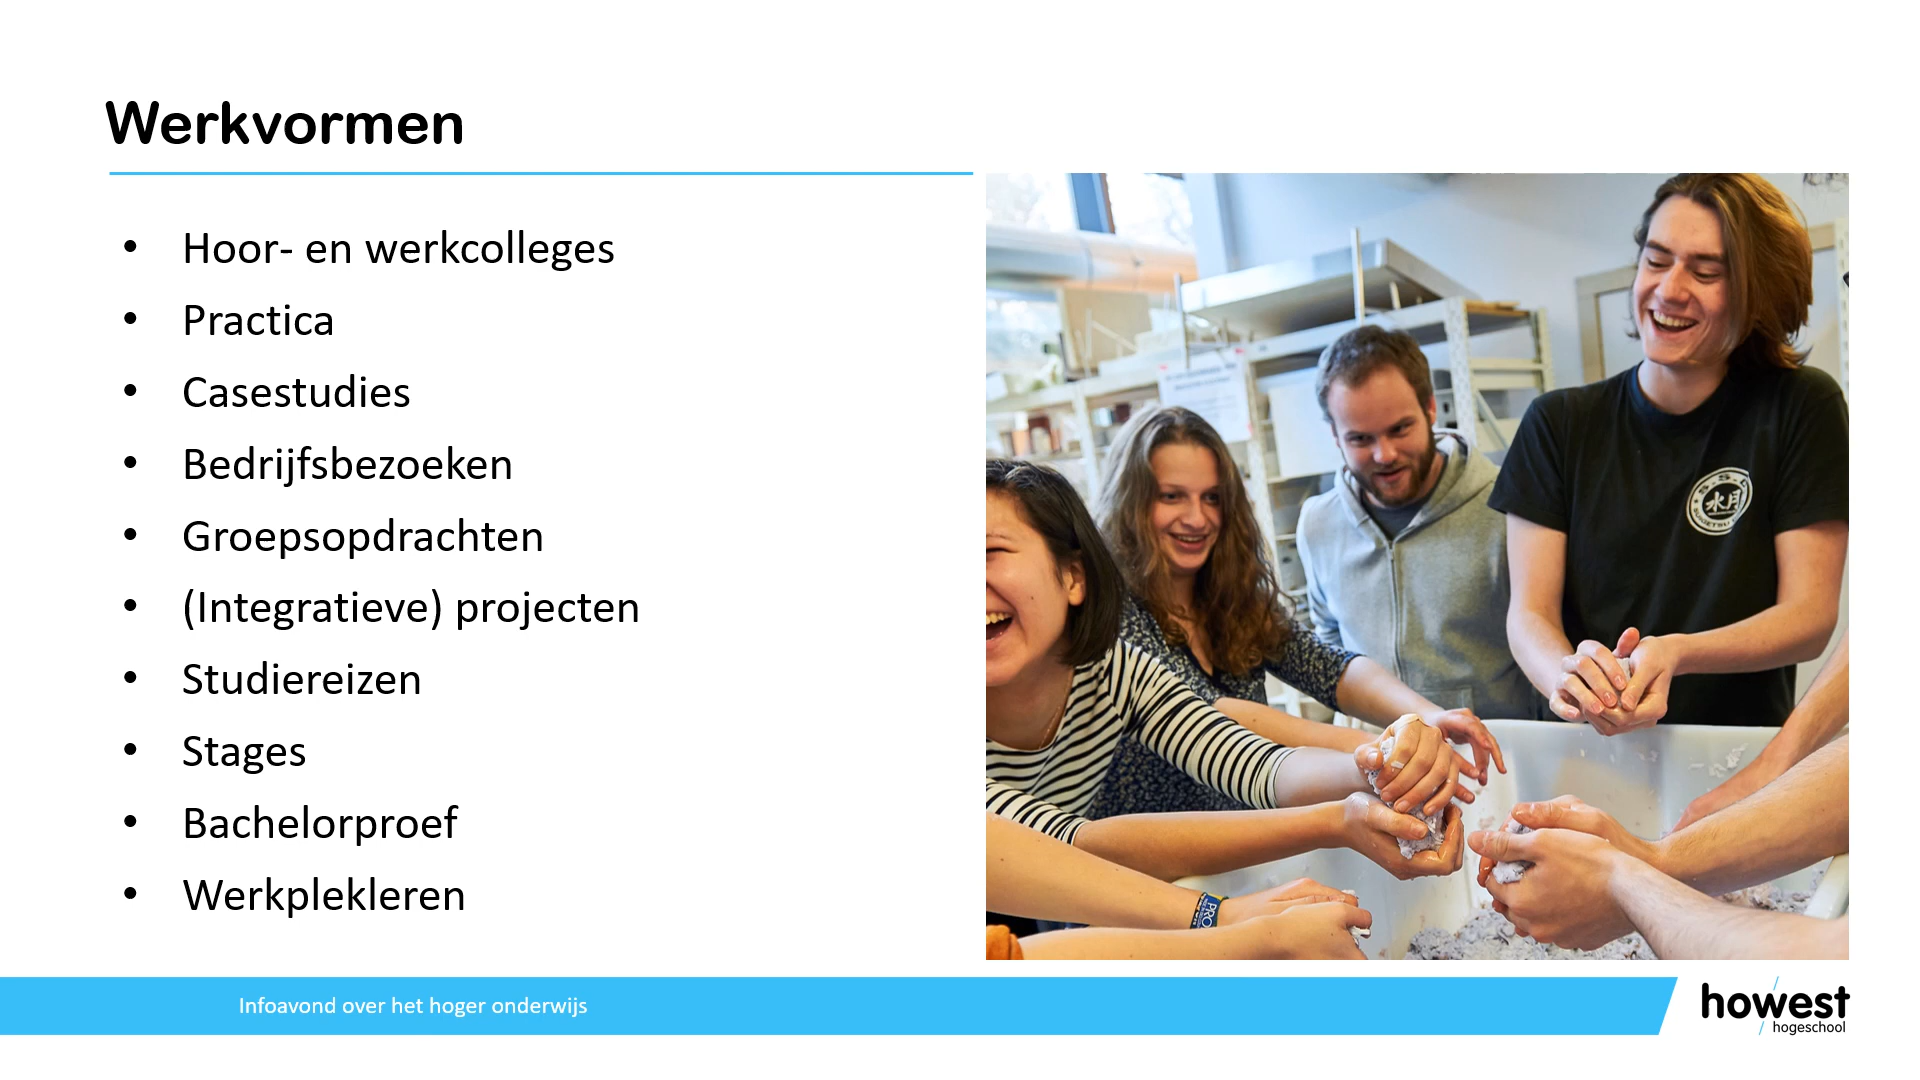 Werkvormen
• Hoor- en werkcolleges
• Practica
• Casestudies
• Bedrijfsbezoeken
• Groepsopdrachten
• (Integratieve) projecten
• Studiereizen
• Stages
• Bachelorproef
• Werkplekleren
PRO
Infoavond over het hoger onderwijs
howest
hogeschool